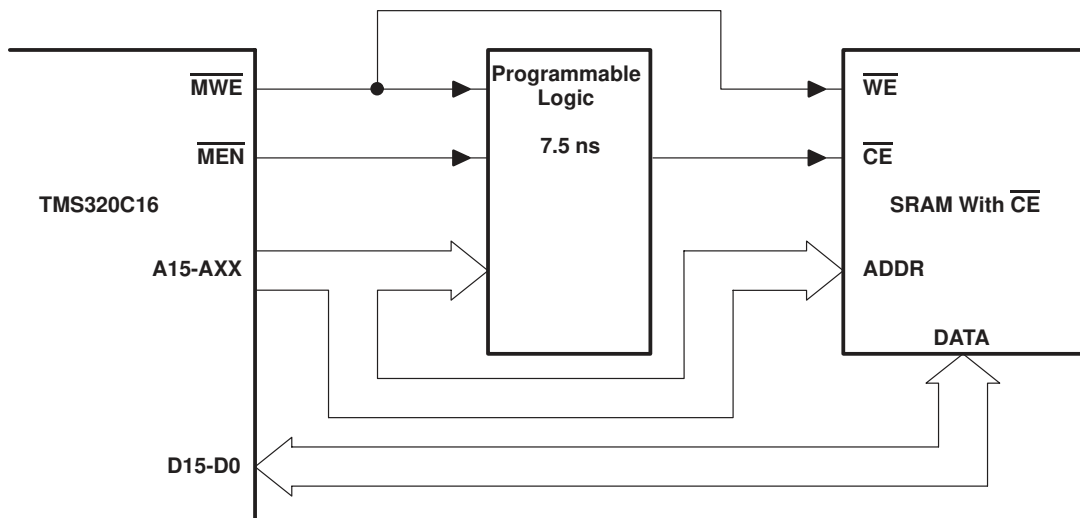 MWE
MEN
TMS320C16
A15-AXX
D15-D0
Programmable
Logic
7.5 ns
WE
CE
SRAM With CE
ADDR
DATA